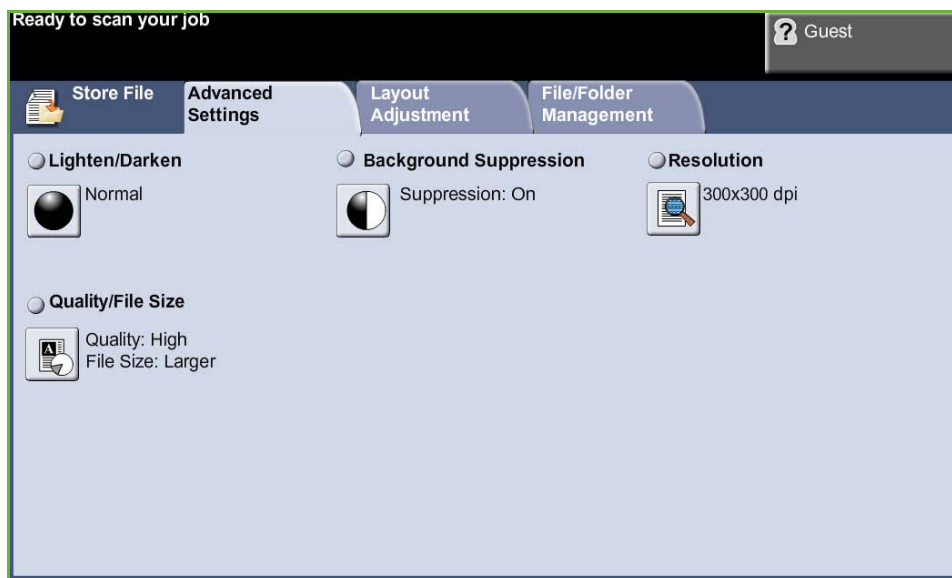 Ready to scan your job
? Guest
Store File
Advanced
Settings
Layout
Adjustment
File/Folder
Management
Lighten/Darken
Normal
Background Suppression
Suppression: On
Resolution
300x300 dpi
Quality/File Size
A
Quality: High
File Size: Larger